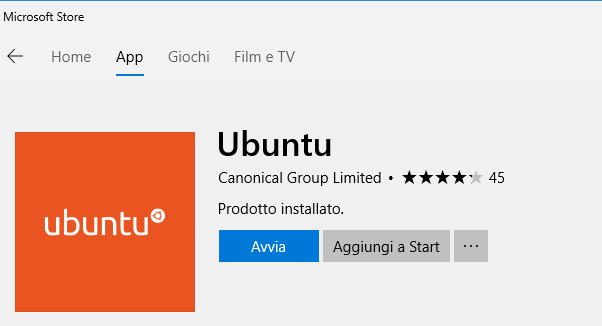 Microsoft Store
Home App Giochi Film e TV
ubuntu
Ubuntu
Canonical Group Limited • ★★★★★ 45
Prodotto installato.
Avvia Aggiungi a Start ...